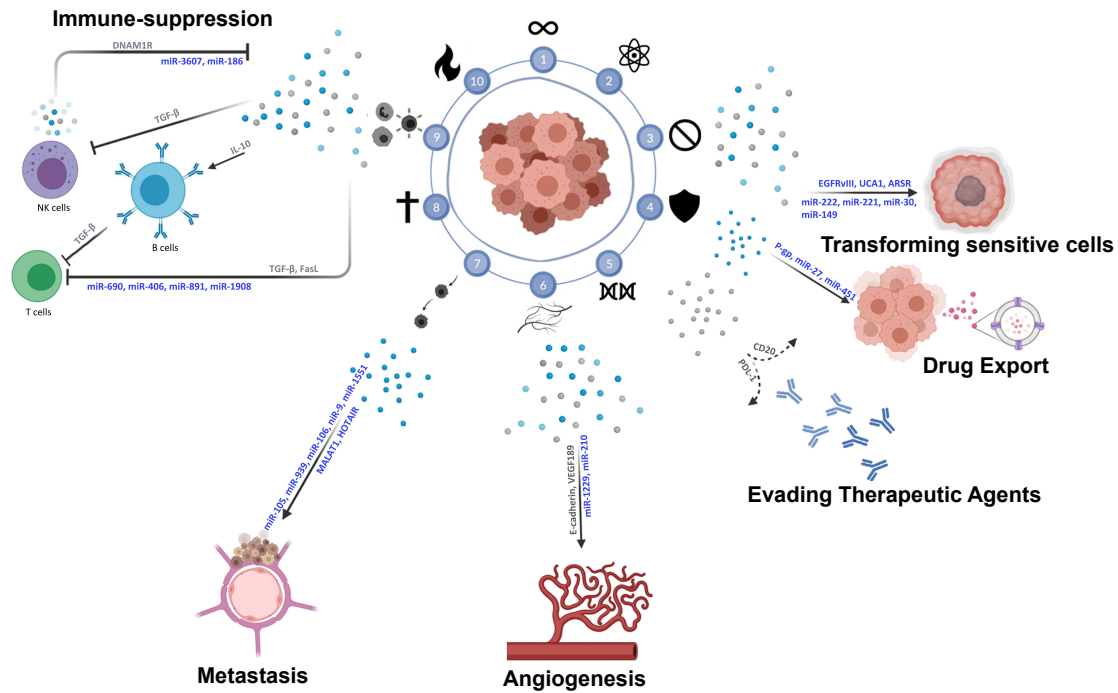 Immune-suppression
DNAM1R
miR-3607, miR-186
TGF-β
IL-10
NK cells
B cells
TGF-β
TGF-β, FasL
miR-690, miR-406, miR-891, miR-1908
T cells
1
2
3
4
5
6
7
8
9
10
EGFRvIII, UCA1, ARSR
miR-222, miR-221, miR-30,
miR-149
Transforming sensitive cells
P-gp, miR-27, miR-451
Drug Export
CD20
PDL-1
Evading Therapeutic Agents
miR-105, miR-939, miR-106, niR-9, miR-1551
MALAT1, HOTAIR
Metastasis
E-cadherin, VEGF189
miR-1229, miR-210
Angiogenesis